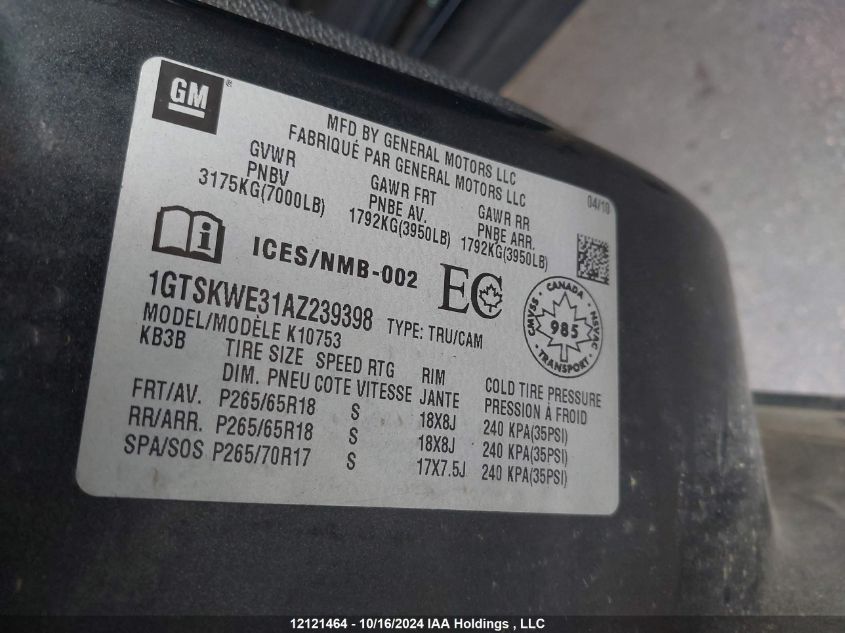 GM
MFD BY GENERAL MOTORS LLC
FABRIQUÉ PAR GENERAL MOTORS LLC
04/10
GVWR GAWR FRT GAWR RR
PNBV PNBE AV. PNBE ARR.
3175KG(7000LB) 1792KG(3950LB) 1792KG(3950LB)
i ICES/NMB-002 EC
CANADA
CMVSS NSVAC
985
TRANSPORT
1GTSKWE31AZ239398 TYPE: TRU/CAM
MODEL/MODÈLE K10753
KB3B TIRE SIZE SPEED RTG RIM COLD TIRE PRESSURE
DIM. PNEU COTE VITESSE JANTE PRESSION À FROID
FRT/AV. P265/65R18 S 18X8J 240 KPA(35PSI)
RR/ARR. P265/65R18 S 18X8J 240 KPA(35PSI)
SPA/SOS P265/70R17 S 17X7.5J 240 KPA(35PSI)
12121464 - 10/16/2024 IAA Holdings , LLC